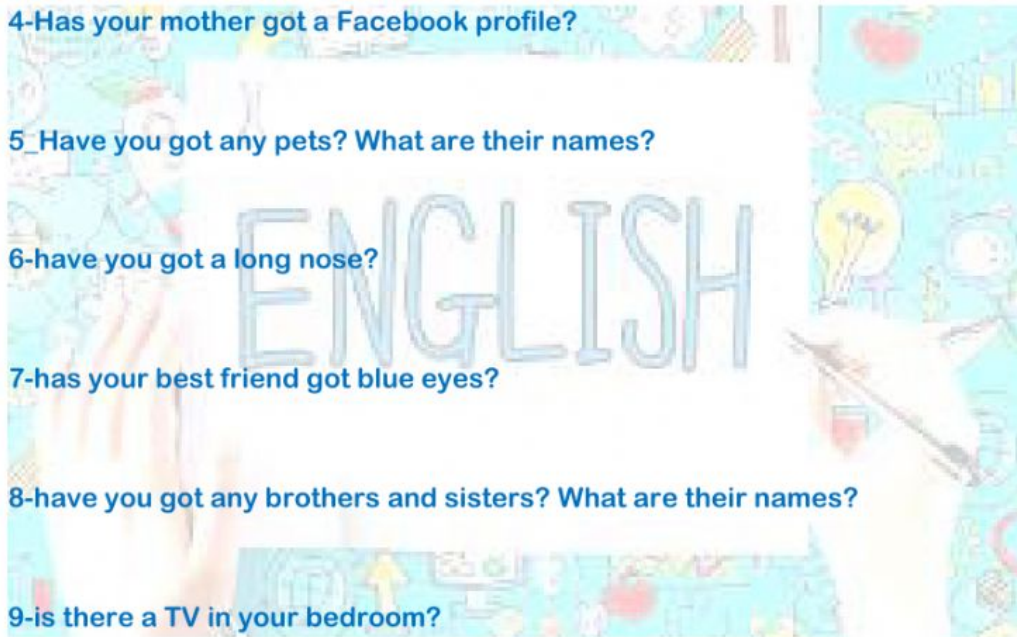 4-Has your mother got a Facebook profile?
5_Have you got any pets? What are their names?
ENGLISH
6-have you got a long nose?
7-has your best friend got blue eyes?
8-have you got any brothers and sisters? What are their names?
9-is there a TV in your bedroom?